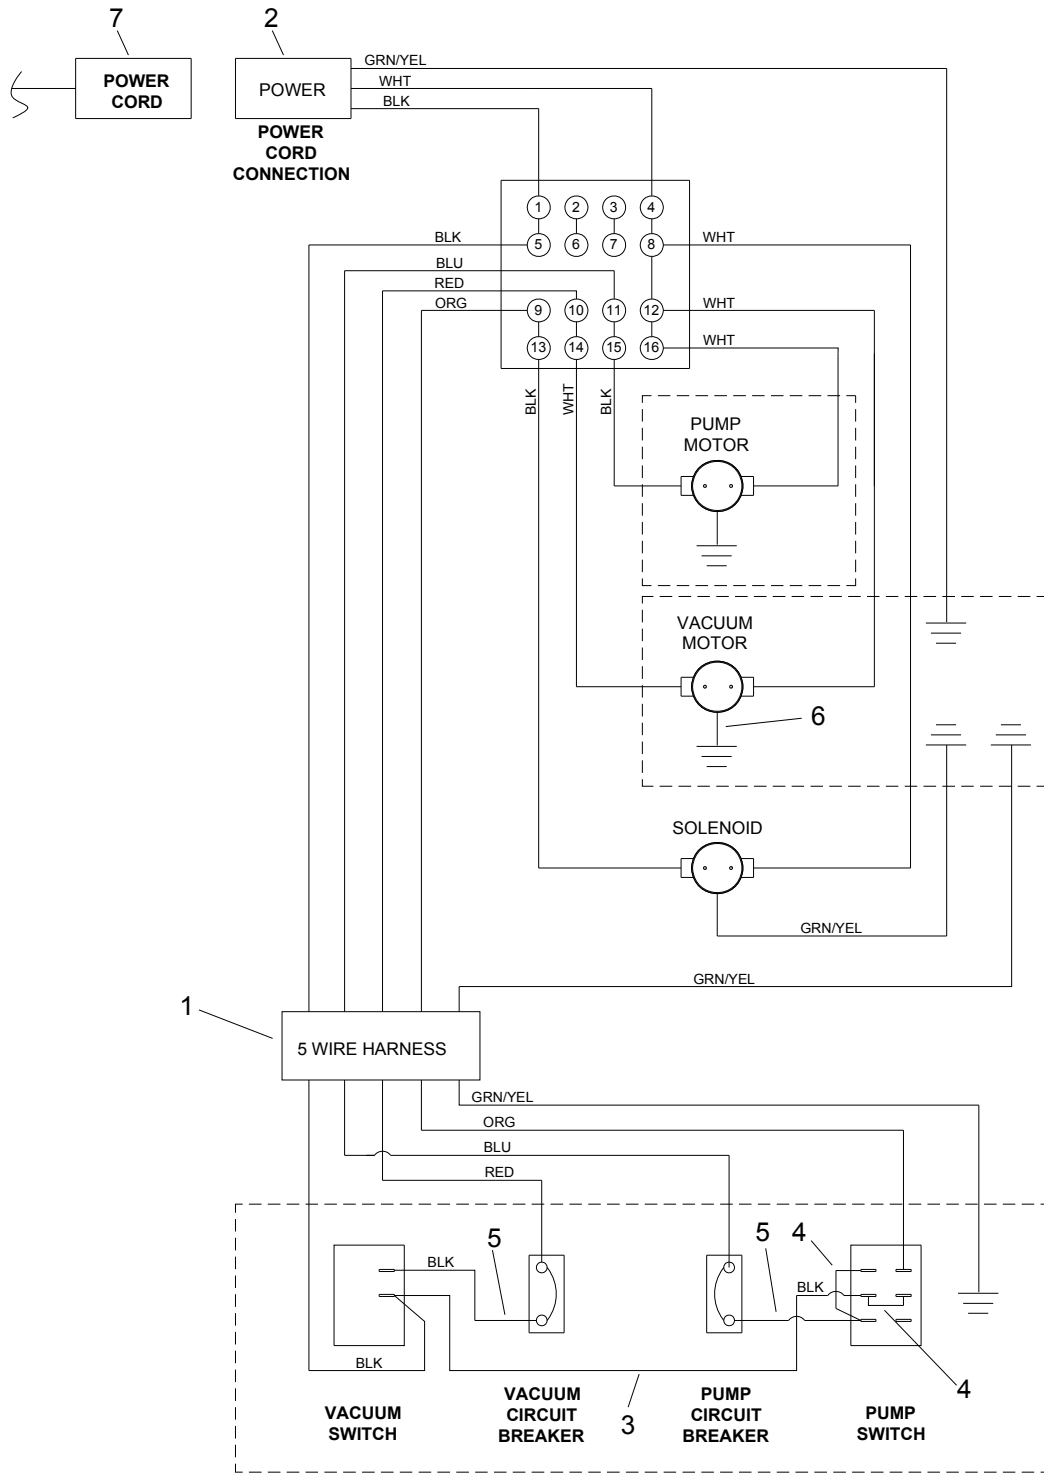 7
2
GRN/YEL
POWER
CORD
POWER
WHT
BLK
POWER
CORD
CONNECTION
1
2
3
4
BLK
5
6
7
8
WHT
BLU
RED
ORG
9
10
11
12
WHT
13
14
15
16
WHT
BLK
WHT
BLK
PUMP
MOTOR
VACUUM
MOTOR
6
SOLENOID
GRN/YEL
GRN/YEL
1
5 WIRE HARNESS
GRN/YEL
ORG
BLU
RED
5
5
4
BLK
BLK
BLK
4
3
VACUUM
SWITCH
VACUUM
CIRCUIT
BREAKER
PUMP
CIRCUIT
BREAKER
PUMP
SWITCH